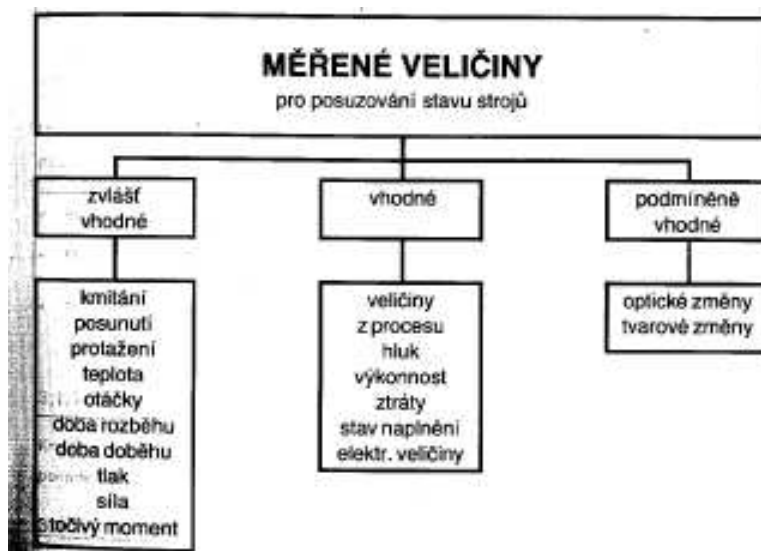 MĚŘENÉ VELIČINY
pro posuzování stavu strojů
zvlášť
vhodné
kmitání
posunutí
protažení
teplota
otáčky
doba rozběhu
doba doběhu
tlak
síla
točivý moment
vhodné
veličiny
z procesu
hluk
výkonnost
ztráty
stav naplnění
elektr. veličiny
podmíněně
vhodné
optické změny
tvarové změny